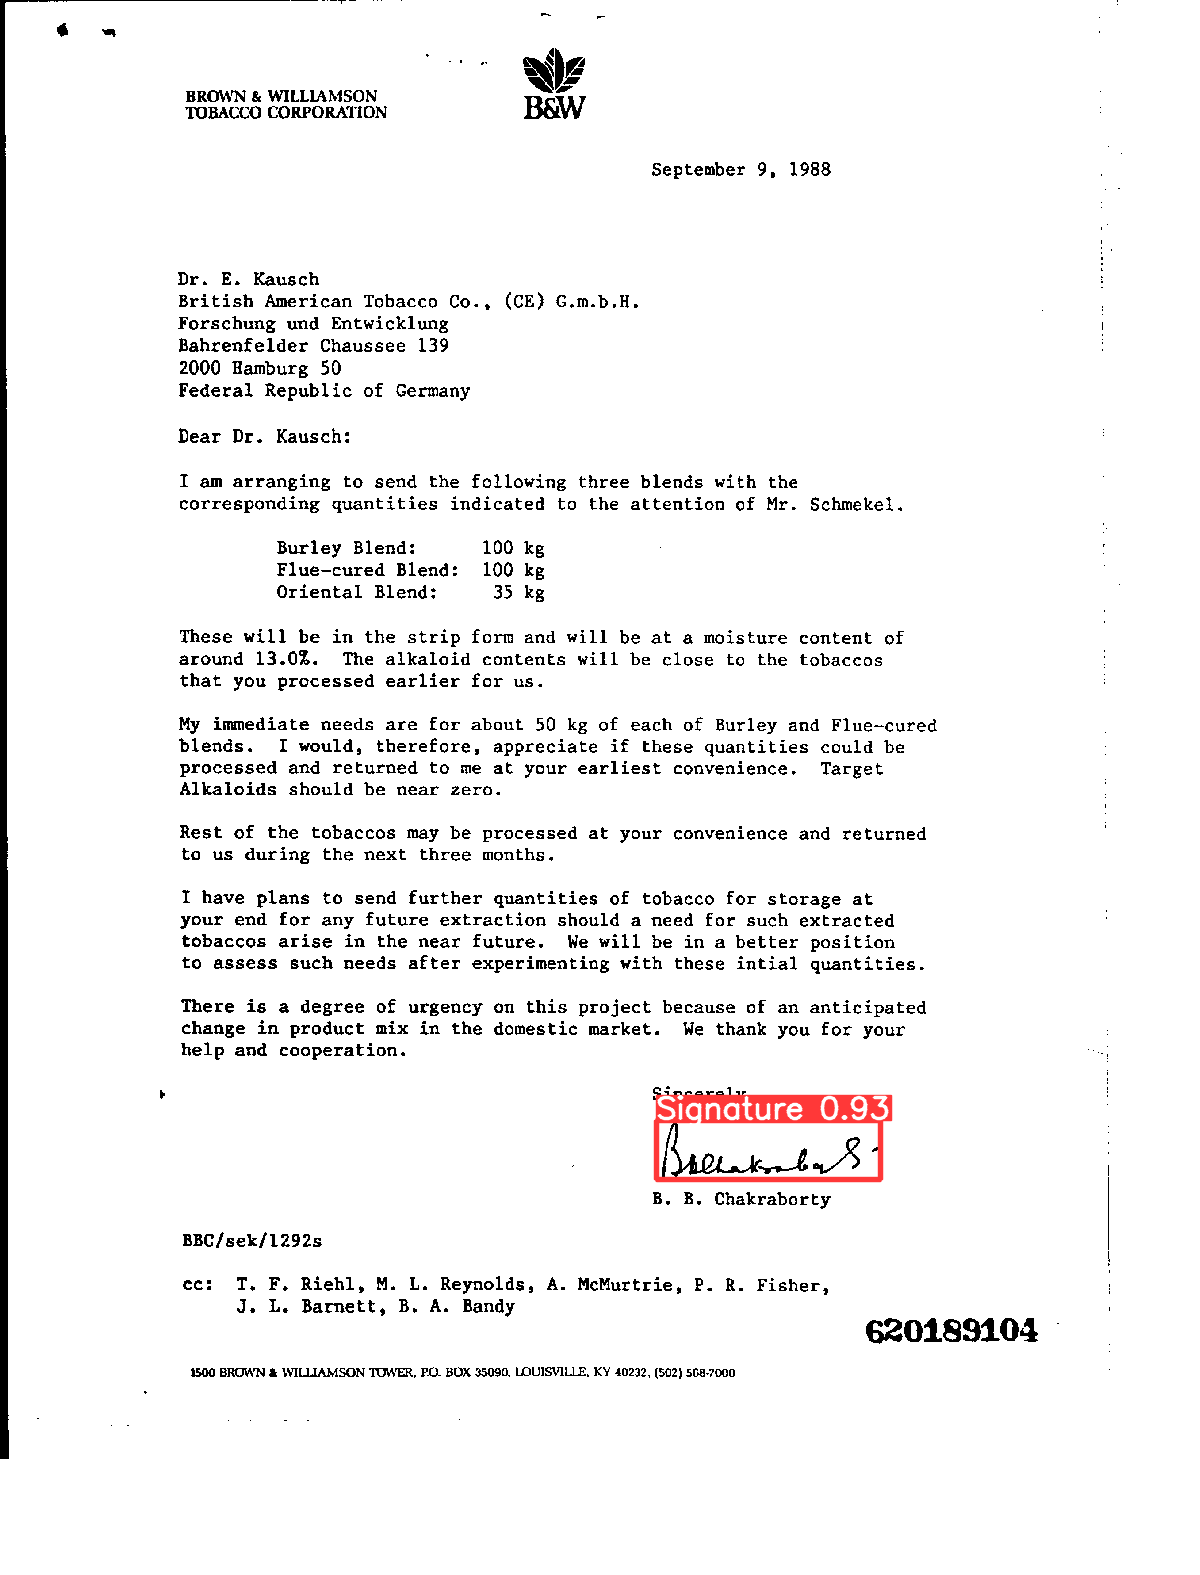 BROWN & WILLIAMSON
TOBACCO CORPORATION
B&W
September 9, 1988
Dr. E. Kausch
British American Tobacco Co., (CE) G.m.b.H.
Forschung und Entwicklung
Bahrenfelder Chaussee 139
2000 Hamburg 50
Federal Republic of Germany
Dear Dr. Kausch:
I am arranging to send the following three blends with the
corresponding quantities indicated to the attention of Mr. Schmekel.
Burley Blend: 100 kg
Flue-cured Blend: 100 kg
Oriental Blend: 35 kg
These will be in the strip form and will be at a moisture content of
around 13.0%. The alkaloid contents will be close to the tobaccos
that you processed earlier for us.
My immediate needs are for about 50 kg of each of Burley and Flue-cured
blends. I would, therefore, appreciate if these quantities could be
processed and returned to me at your earliest convenience. Target
Alkaloids should be near zero.
Rest of the tobaccos may be processed at your convenience and returned
to us during the next three months.
I have plans to send further quantities of tobacco for storage at
your end for any future extraction should a need for such extracted
tobaccos arise in the near future. We will be in a better position
to assess such needs after experimenting with these intial quantities.
There is a degree of urgency on this project because of an anticipated
change in product mix in the domestic market. We thank you for your
help and cooperation.
Sincerely
Signature 0.93
B. B. Chakraborty
BBC/sek/1292s
cc: T. F. Riehl, M. L. Reynolds, A. McMurtrie, P. R. Fisher,
J. L. Barnett, B. A. Bandy
620189104
1500 BROWN & WILLIAMSON TOWER, P.O. BOX 35090, LOUISVILLE, KY 40232, (502) 568-7000